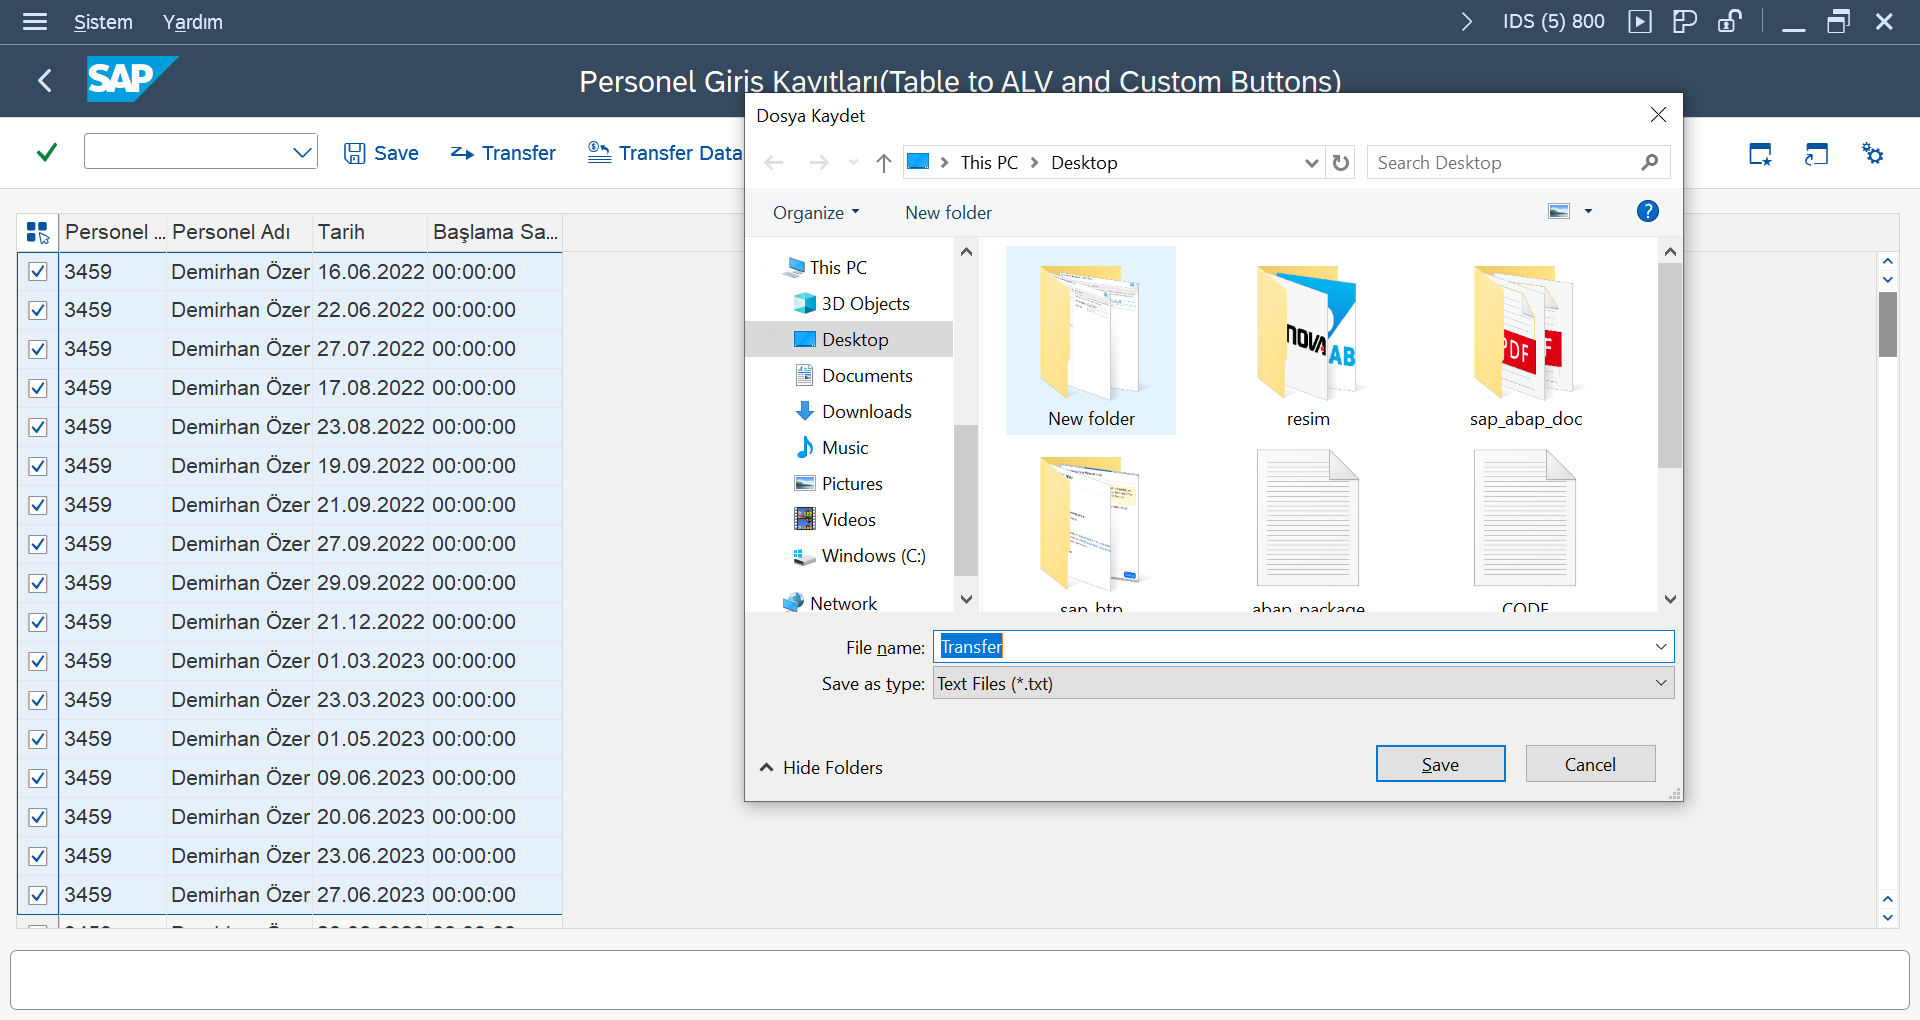 Sistem Yardım IDS (5) 800
SAP Personel Giriş Kayıtları(Table to ALV and Custom Buttons)
Save Transfer Transfer Data
Dosya Kaydet
This PC Desktop Search Desktop
Organize New folder
Personel ... Personel Adı Tarih Başlama Sa...
3459 Demirhan Özer 16.06.2022 00:00:00
3459 Demirhan Özer 22.06.2022 00:00:00
3459 Demirhan Özer 27.07.2022 00:00:00
3459 Demirhan Özer 17.08.2022 00:00:00
3459 Demirhan Özer 23.08.2022 00:00:00
3459 Demirhan Özer 19.09.2022 00:00:00
3459 Demirhan Özer 21.09.2022 00:00:00
3459 Demirhan Özer 27.09.2022 00:00:00
3459 Demirhan Özer 29.09.2022 00:00:00
3459 Demirhan Özer 21.12.2022 00:00:00
3459 Demirhan Özer 01.03.2023 00:00:00
3459 Demirhan Özer 23.03.2023 00:00:00
3459 Demirhan Özer 01.05.2023 00:00:00
3459 Demirhan Özer 09.06.2023 00:00:00
3459 Demirhan Özer 20.06.2023 00:00:00
3459 Demirhan Özer 23.06.2023 00:00:00
3459 Demirhan Özer 27.06.2023 00:00:00
This PC
3D Objects
Desktop
Documents
Downloads
Music
Pictures
Videos
Windows (C:)
Network
NOVA AB
PDF F
New folder resim sap_abap_doc
sap_btp abap_package CODE
File name: Transfer
Save as type: Text Files (*.txt)
Hide Folders Save Cancel